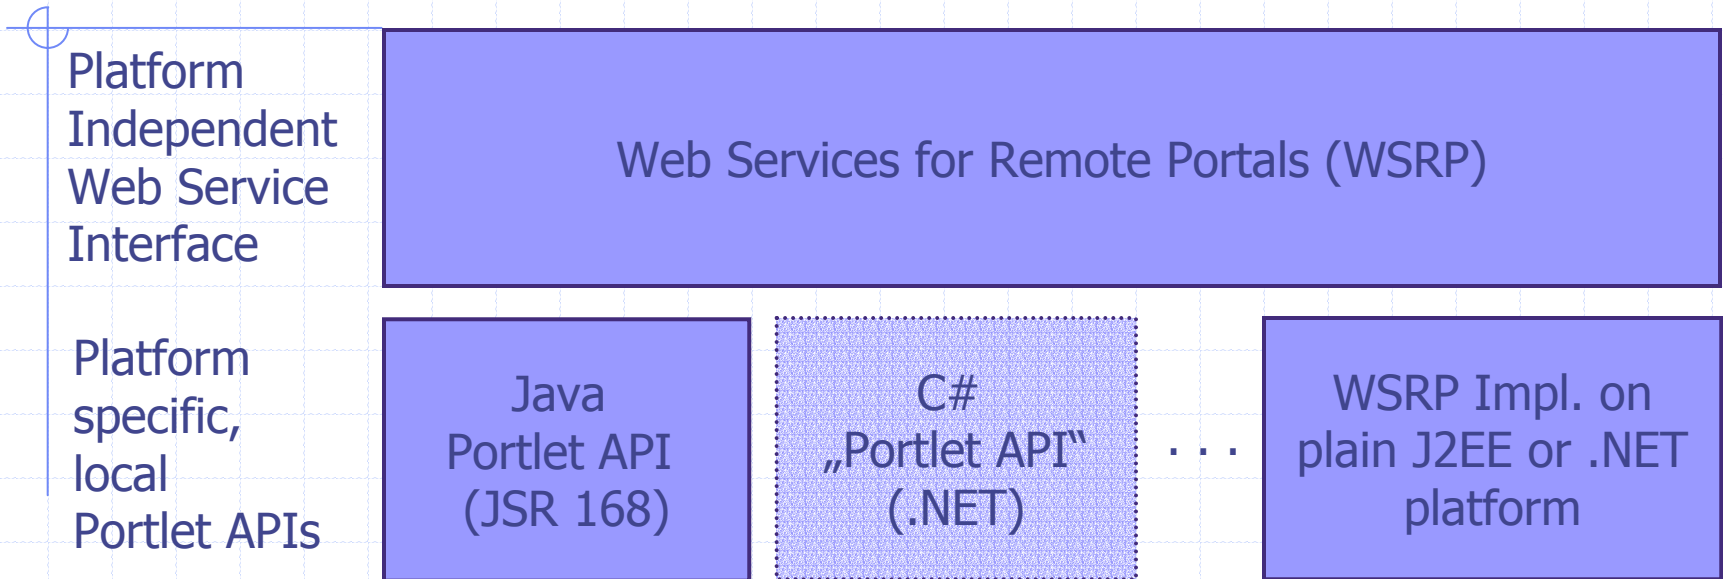 Platform
Independent
Web Service
Interface
Web Services for Remote Portals (WSRP)
Platform
specific,
local
Portlet APIs
Java
Portlet API
(JSR 168)
C#
„Portlet API“
(.NET)
. . .
WSRP Impl. on
plain J2EE or .NET
platform